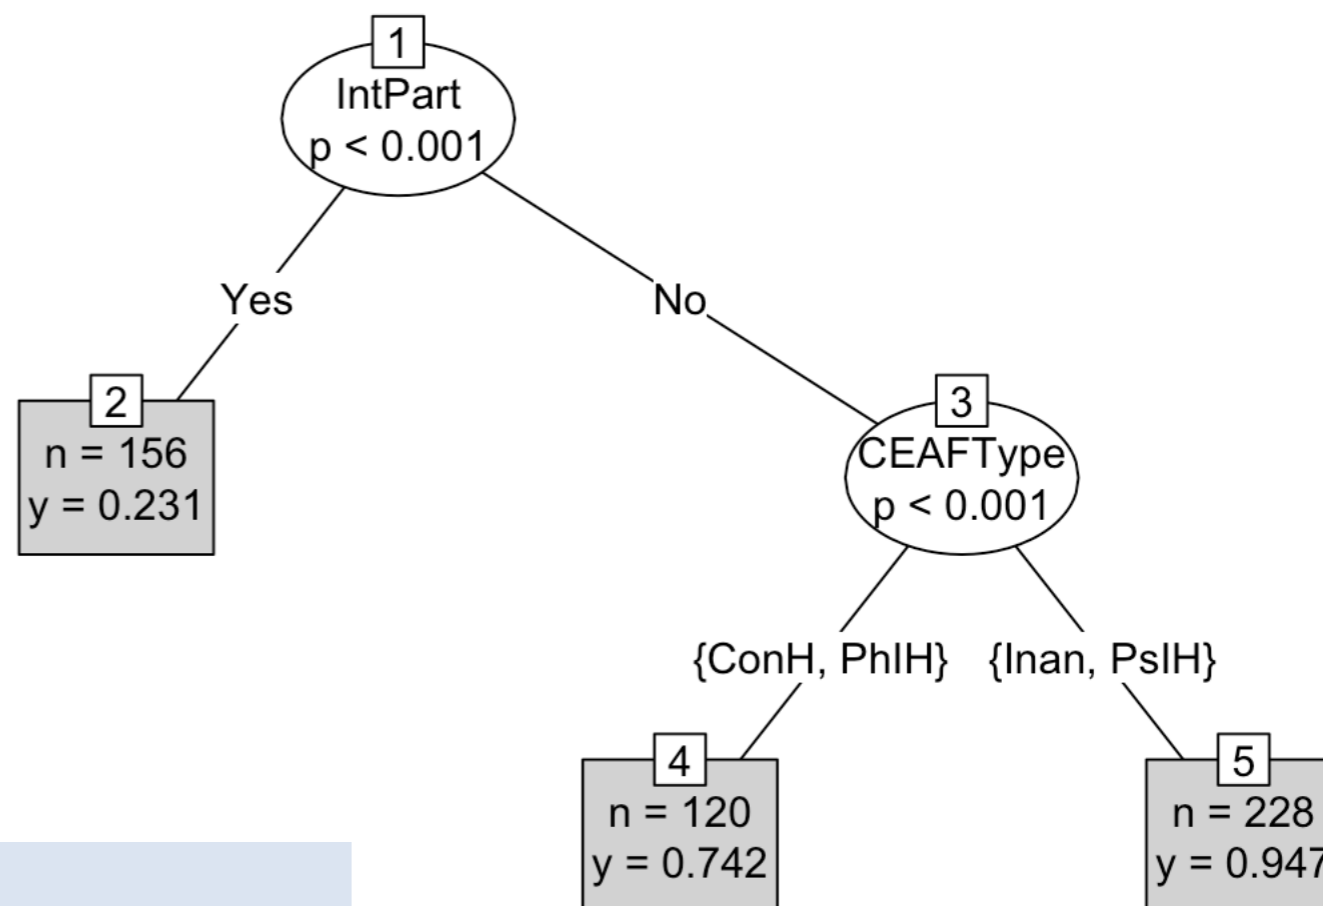 1
IntPart
p < 0.001
Yes
No
2
n = 156
y = 0.231
3
CEAFType
p < 0.001
{ConH, PhIH}
{Inan, PsIH}
4
n = 120
y = 0.742
5
n = 228
y = 0.947